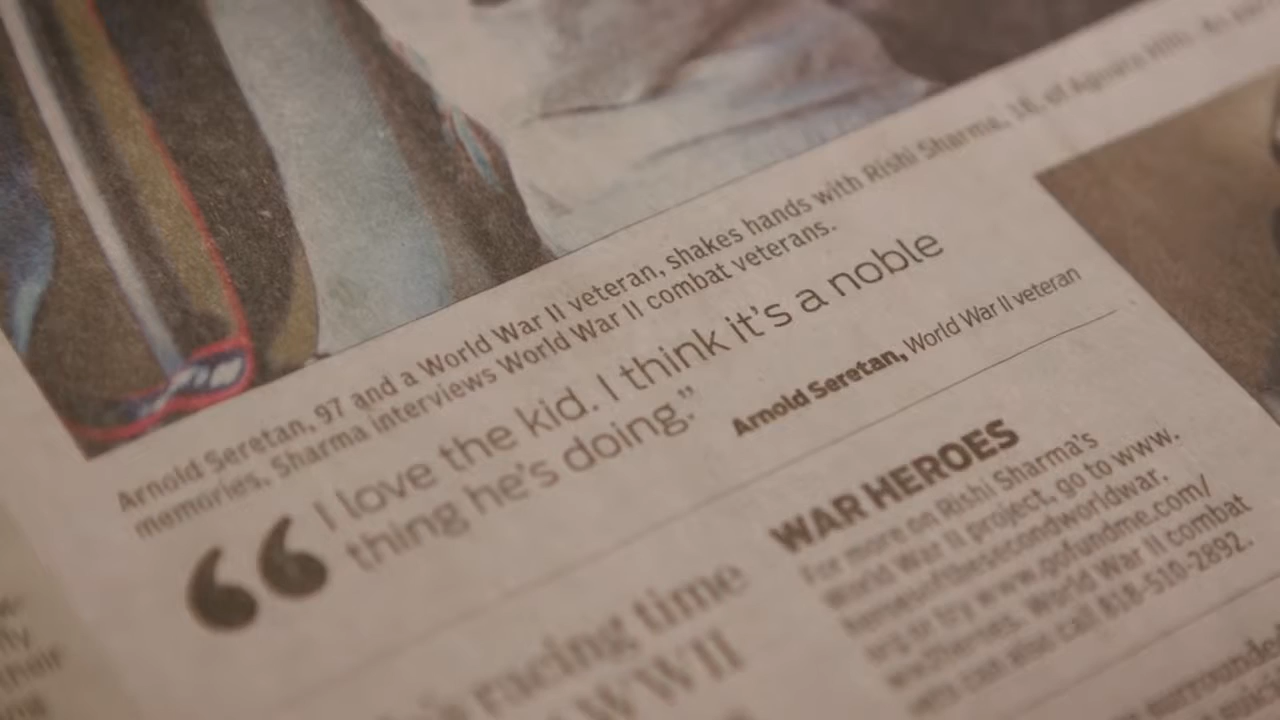 Arnold Seretan, 97 and a World War II veteran, shakes hands with Rishi Sharma, 18, of Agoura Hills.
memories, Sharma interviews World War II combat veterans.
I love the kid. I think it's a noble
thing he's doing."
Arnold Seretan, World War II veteran
WAR HEROES
For more on Rishi Sharma's
World War II project, go to www.
heroesofthesecondworldwar.
org or try www.gofundme.com/
ww2heroes. World War II combat
vets can also call 818-510-2892.
racing time
WWII
their
surrounded